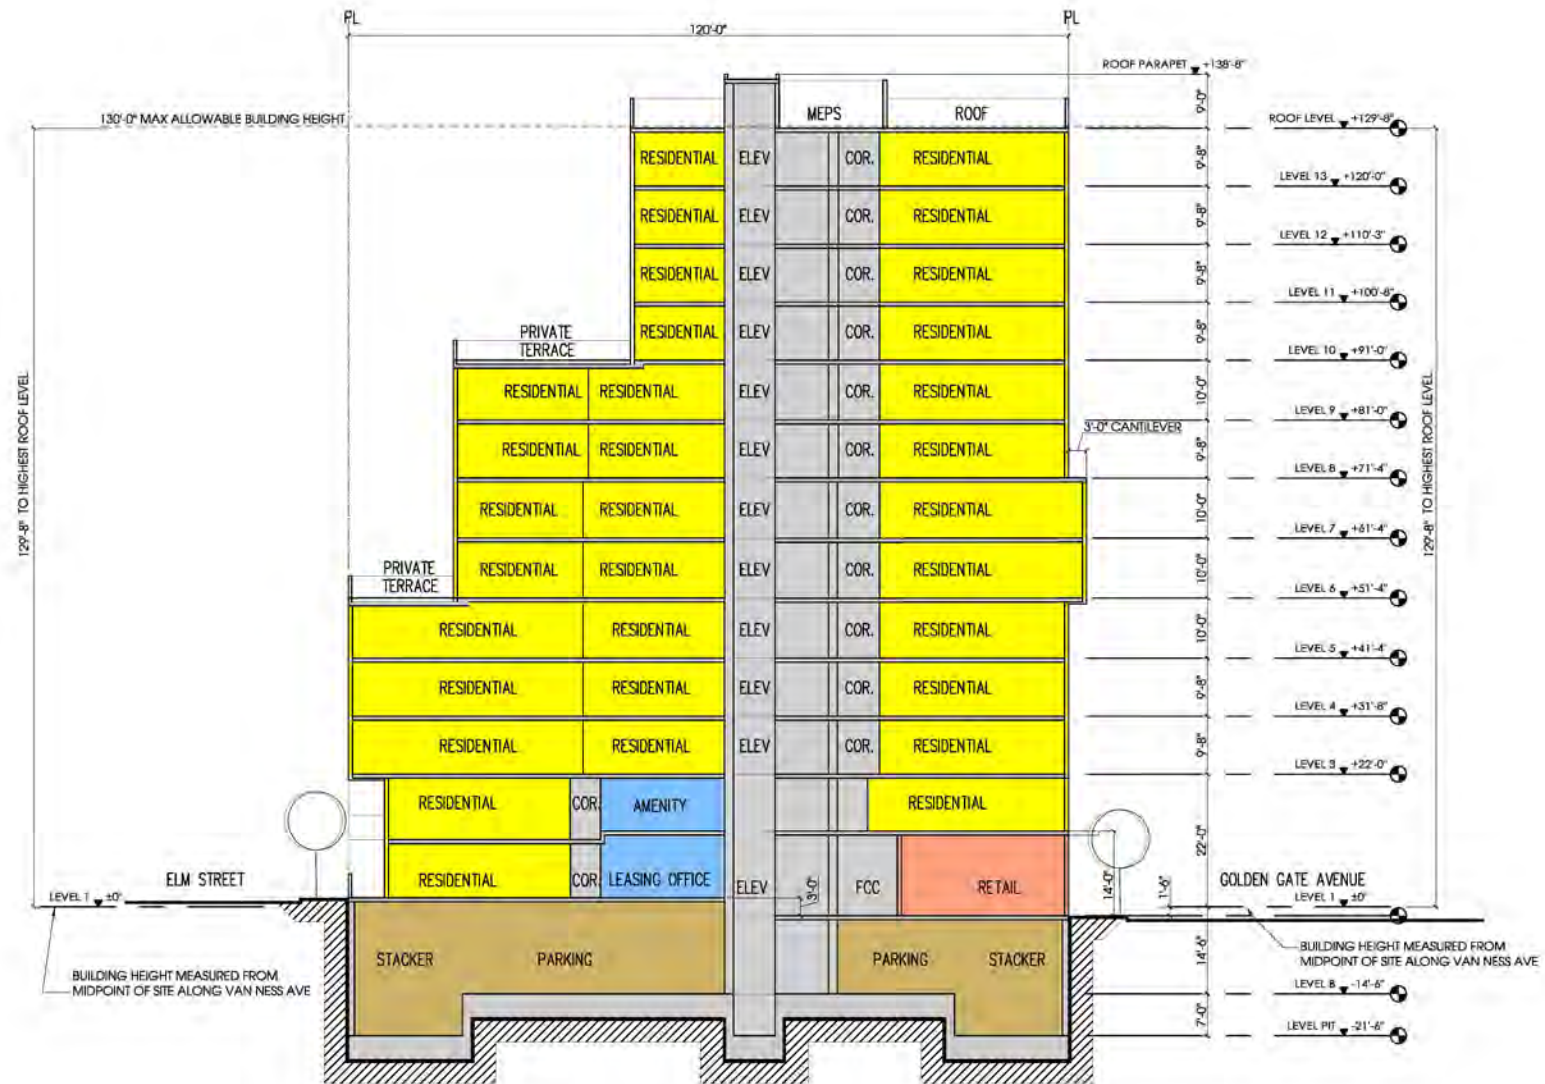 PL
PL
120'-0"
ROOF PARAPET +138'-8"
9'-0"
130'-0" MAX ALLOWABLE BUILDING HEIGHT
MEPS
ROOF
ROOF LEVEL +129'-8"
RESIDENTIAL ELEV COR. RESIDENTIAL
9'-8"
LEVEL 13 +120'-0"
RESIDENTIAL ELEV COR. RESIDENTIAL
9'-8"
LEVEL 12 +110'-3"
RESIDENTIAL ELEV COR. RESIDENTIAL
9'-8"
LEVEL 11 +100'-8"
PRIVATE
TERRACE
RESIDENTIAL ELEV COR. RESIDENTIAL
9'-8"
LEVEL 10 +91'-0"
RESIDENTIAL RESIDENTIAL ELEV COR. RESIDENTIAL
10'-0"
LEVEL 9 +81'-0"
3'-0" CANTILEVER
RESIDENTIAL RESIDENTIAL ELEV COR. RESIDENTIAL
9'-8"
LEVEL 8 +71'-4"
129'-8" TO HIGHEST ROOF LEVEL
129'-8" TO HIGHEST ROOF LEVEL
RESIDENTIAL RESIDENTIAL ELEV COR. RESIDENTIAL
10'-0"
LEVEL 7 +61'-4"
PRIVATE
TERRACE
RESIDENTIAL RESIDENTIAL ELEV COR. RESIDENTIAL
10'-0"
LEVEL 6 +51'-4"
RESIDENTIAL RESIDENTIAL ELEV COR. RESIDENTIAL
10'-0"
LEVEL 5 +41'-4"
RESIDENTIAL RESIDENTIAL ELEV COR. RESIDENTIAL
9'-8"
LEVEL 4 +31'-8"
RESIDENTIAL RESIDENTIAL ELEV COR. RESIDENTIAL
9'-8"
LEVEL 3 +22'-0"
RESIDENTIAL COR. AMENITY RESIDENTIAL
22'-0"
ELM STREET
RESIDENTIAL COR. LEASING OFFICE ELEV 3'-0" FCC RETAIL 14'-0" 1'-6"
GOLDEN GATE AVENUE
LEVEL 1 ±0"
LEVEL 1 ±0"
STACKER PARKING PARKING STACKER
14'-6"
BUILDING HEIGHT MEASURED FROM
MIDPOINT OF SITE ALONG VAN NESS AVE
BUILDING HEIGHT MEASURED FROM
MIDPOINT OF SITE ALONG VAN NESS AVE
LEVEL B -14'-6"
7'-0"
LEVEL PIT -21'-6"